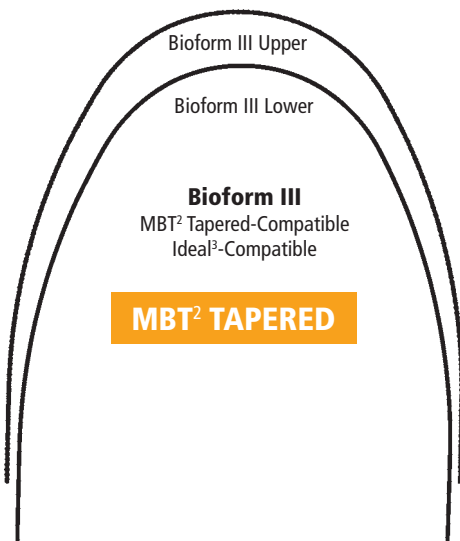 Bioform III Upper
Bioform III Lower
Bioform III
MBT² Tapered-Compatible
Ideal³-Compatible
MBT² TAPERED